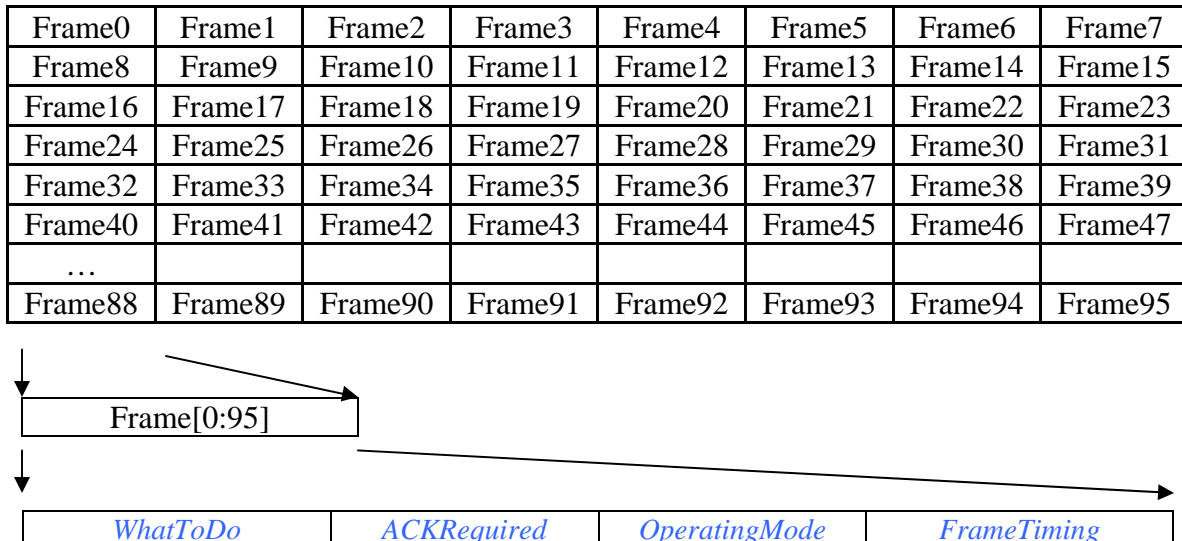 Frame0 Frame1 Frame2 Frame3 Frame4 Frame5 Frame6 Frame7
Frame8 Frame9 Frame10 Frame11 Frame12 Frame13 Frame14 Frame15
Frame16 Frame17 Frame18 Frame19 Frame20 Frame21 Frame22 Frame23
Frame24 Frame25 Frame26 Frame27 Frame28 Frame29 Frame30 Frame31
Frame32 Frame33 Frame34 Frame35 Frame36 Frame37 Frame38 Frame39
Frame40 Frame41 Frame42 Frame43 Frame44 Frame45 Frame46 Frame47
…
Frame88 Frame89 Frame90 Frame91 Frame92 Frame93 Frame94 Frame95
Frame[0:95]
WhatToDo ACKRequired OperatingMode FrameTiming